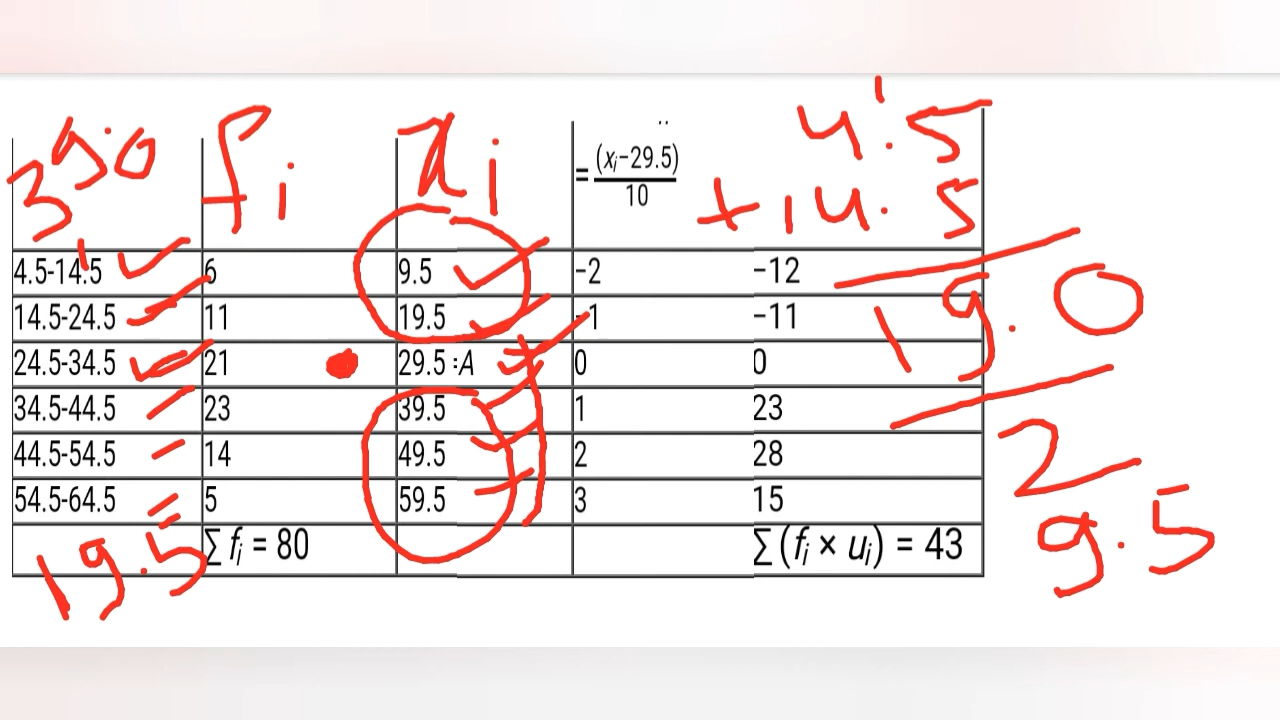 39.0 fi xi = (xᵢ−29.5)/10 4.5
+14.5
4.5-14.5 6 9.5 −2 −12
14.5-24.5 11 19.5 −1 −11 19.0
24.5-34.5 21 29.5 :A 0 0
34.5-44.5 23 39.5 1 23
44.5-54.5 14 49.5 2 28 2
54.5-64.5 5 59.5 3 15
19.5 ∑ fᵢ = 80 ∑(fᵢ × uᵢ) = 43 9.5